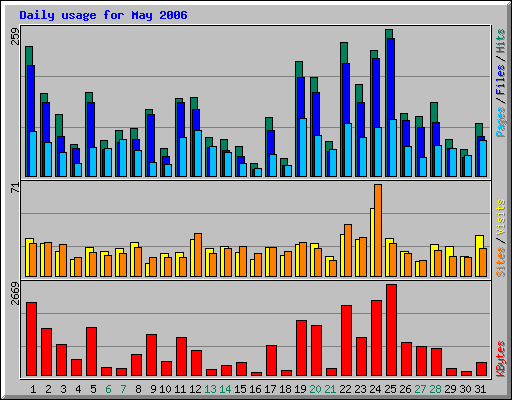 Daily usage for May 2006
259
Pages / Files / Hits
71
Sites / Visits
2669
KBytes
1 2 3 4 5 6 7 8 9 10 11 12 13 14 15 16 17 18 19 20 21 22 23 24 25 26 27 28 29 30 31